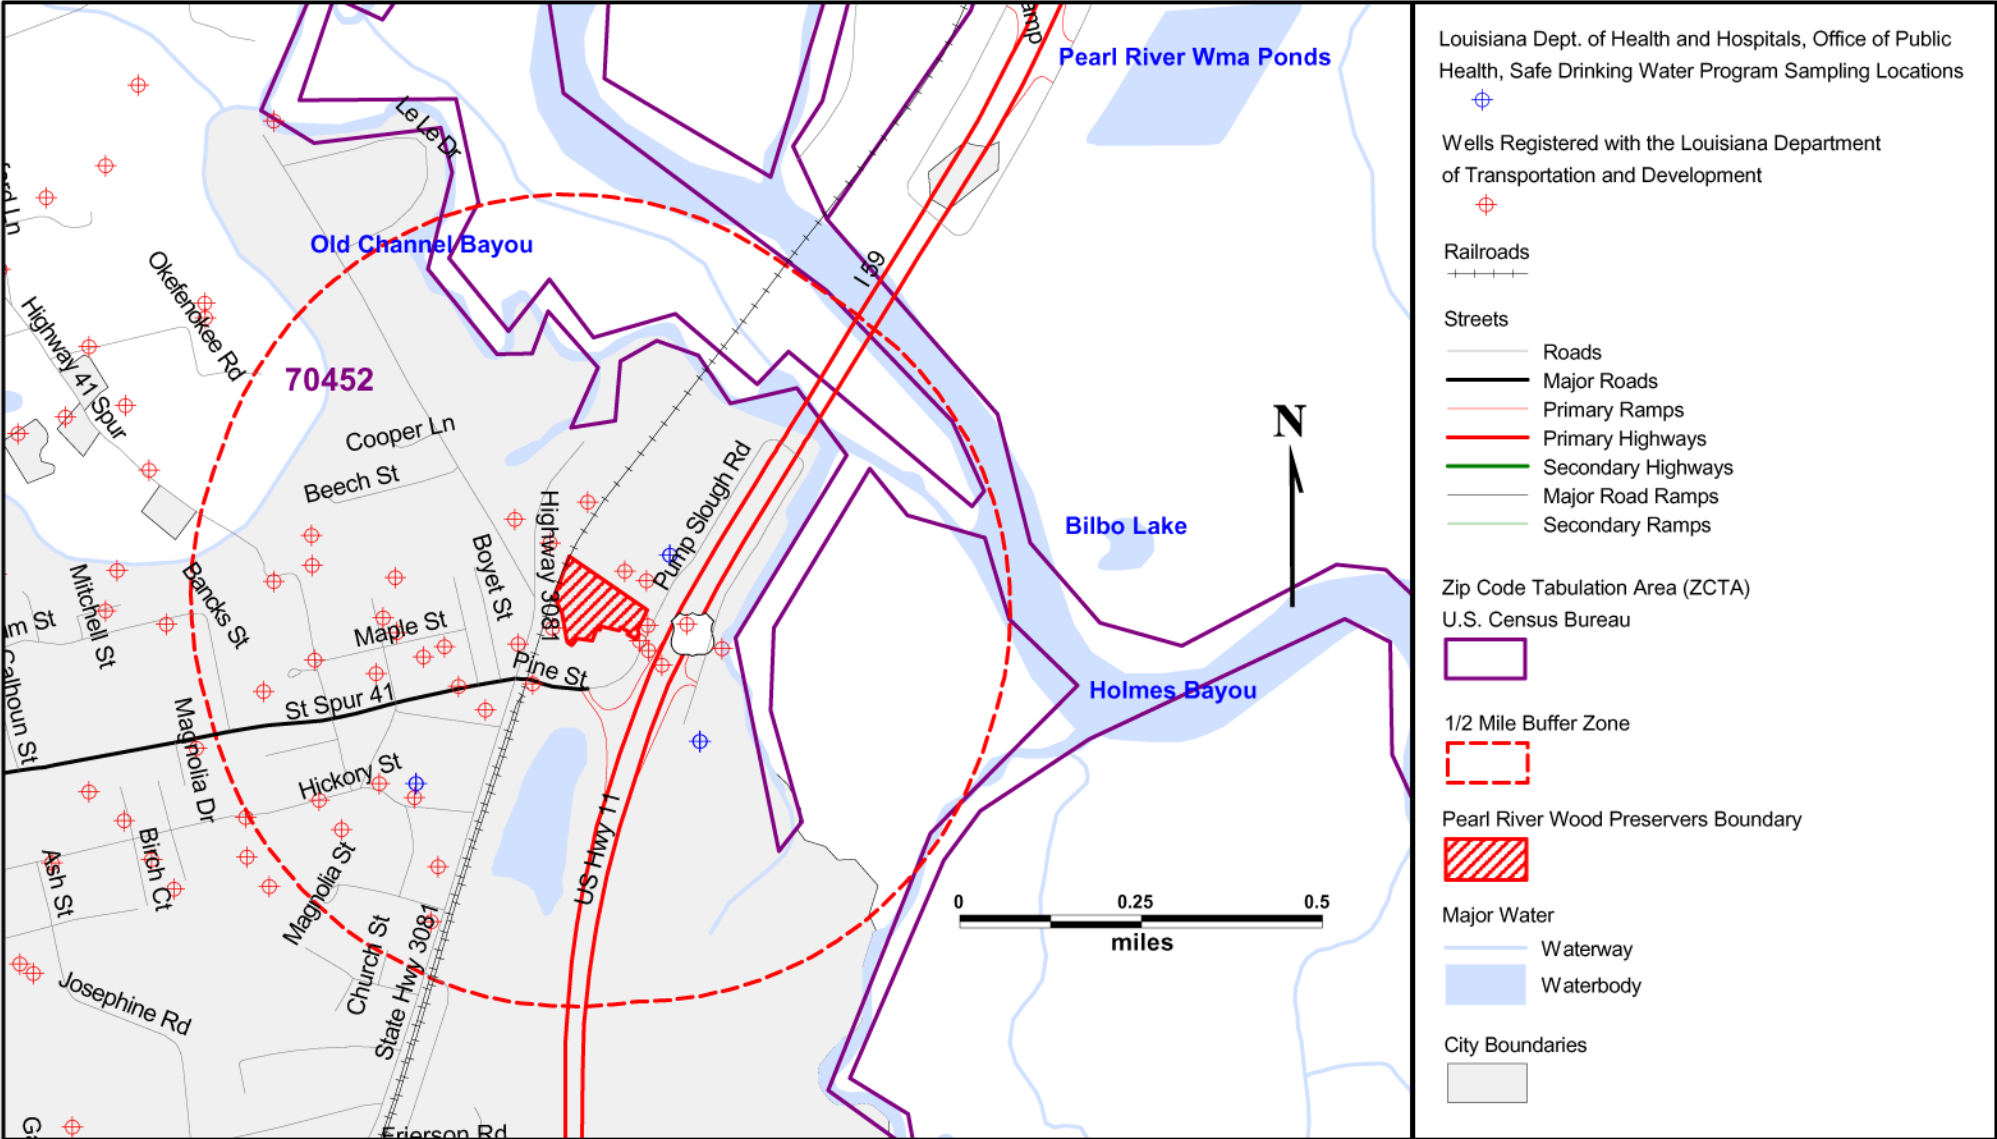 amp
Pearl River Wma Ponds
Le Le Dr
ford Ln
Old Channel Bayou
Okefenokee Rd
I 59
Highway 41 Spur
70452
Cooper Ln
Beech St
Pump Slough Rd
Highway 3081
Boyet St
Bilbo Lake
Mitchell St
Bancks St
m St
Maple St
Calhoun St
Pine St
St Spur 41
Holmes Bayou
Magnolia Dr
Hickory St
US Hwy 11
Birch Ct
Ash St
Magnolia St
Church St
State Hwy 3081
Josephine Rd
Frierson Rd
N
0 0.25 0.5
miles
Louisiana Dept. of Health and Hospitals, Office of Public
Health, Safe Drinking Water Program Sampling Locations
Wells Registered with the Louisiana Department
of Transportation and Development
Railroads
Streets
Roads
Major Roads
Primary Ramps
Primary Highways
Secondary Highways
Major Road Ramps
Secondary Ramps
Zip Code Tabulation Area (ZCTA)
U.S. Census Bureau
1/2 Mile Buffer Zone
Pearl River Wood Preservers Boundary
Major Water
Waterway
Waterbody
City Boundaries